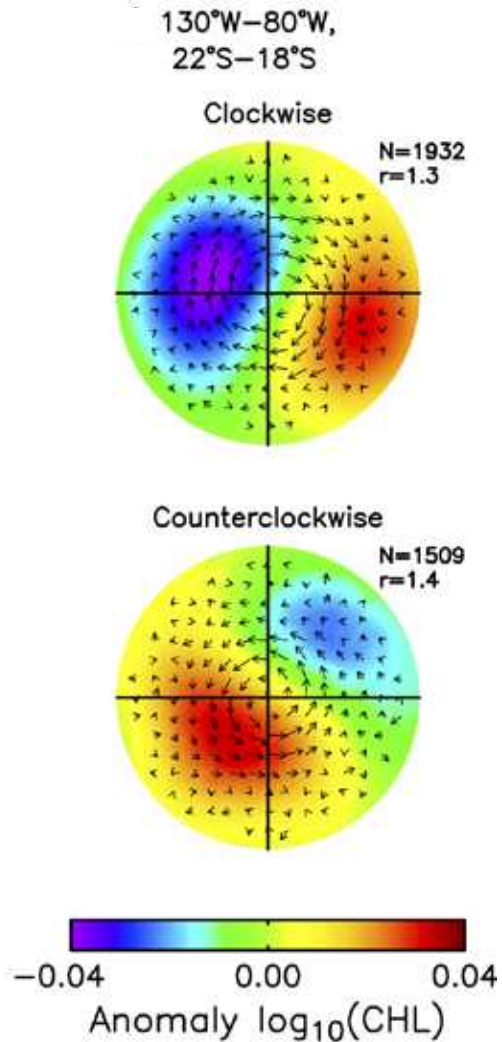 130°W−80°W,
22°S−18°S
Clockwise
N=1932
r=1.3
Counterclockwise
N=1509
r=1.4
−0.04 0.00 0.04
Anomaly log₁₀(CHL)